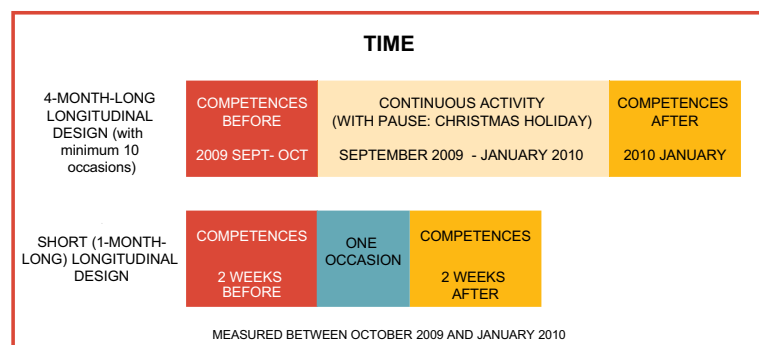 TIME
4-MONTH-LONG
LONGITUDINAL
DESIGN (with
minimum 10
occasions)
COMPETENCES
BEFORE
2009 SEPT- OCT
CONTINUOUS ACTIVITY
(WITH PAUSE: CHRISTMAS HOLIDAY)
SEPTEMBER 2009 - JANUARY 2010
COMPETENCES
AFTER
2010 JANUARY
SHORT (1-MONTH-
LONG) LONGITUDINAL
DESIGN
COMPETENCES
2 WEEKS
BEFORE
ONE
OCCASION
COMPETENCES
2 WEEKS
AFTER
MEASURED BETWEEN OCTOBER 2009 AND JANUARY 2010